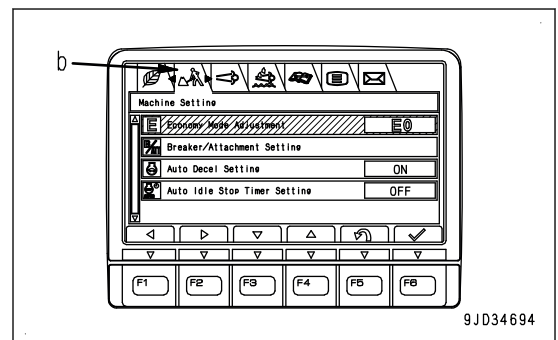 b
Machine Setting
E Economy Mode Adjustment E0
Breaker/Attachment Setting
Auto Decel Setting ON
Auto Idle Stop Timer Setting OFF
F1 F2 F3 F4 F5 F6
9JD34694